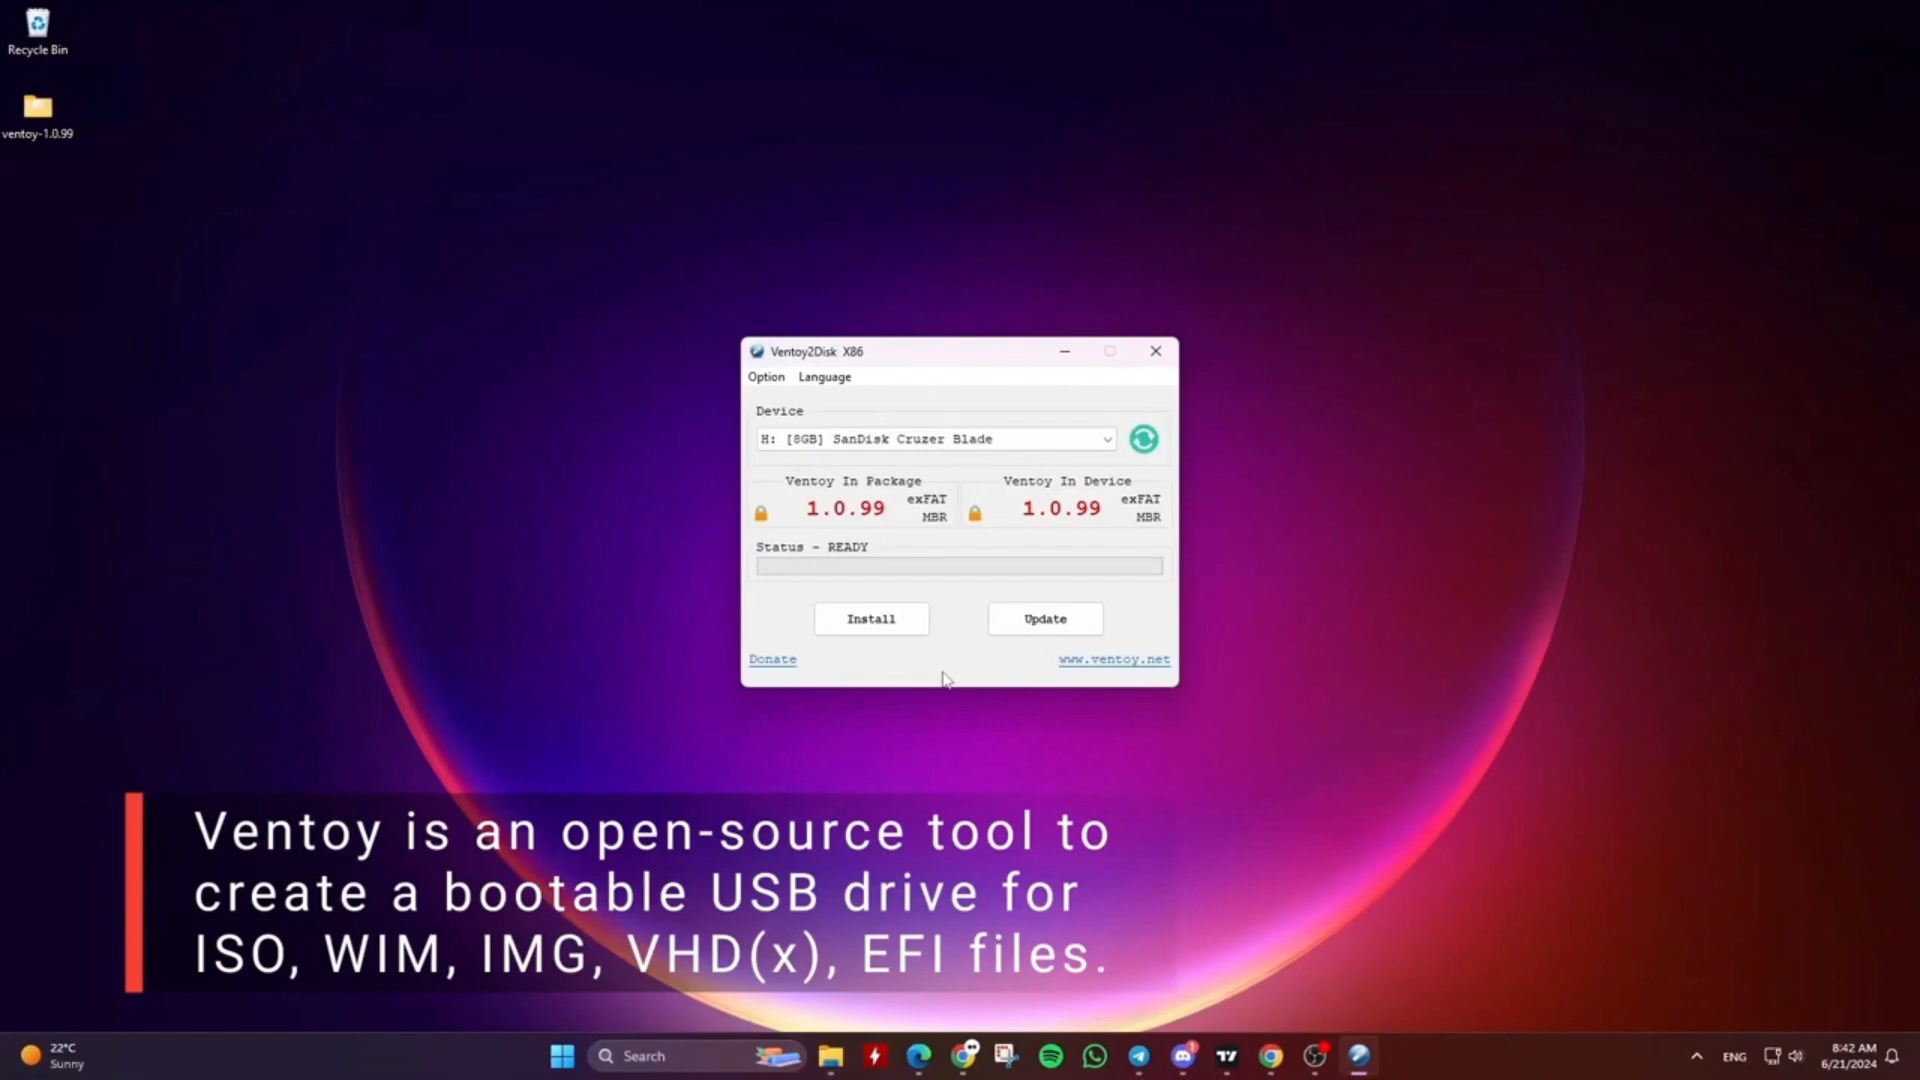 Recycle Bin
ventoy-1.0.99
Ventoy2Disk X86
Option Language
Device
H: [8GB] SanDisk Cruzer Blade
Ventoy In Package
1.0.99
exFAT
MBR
Ventoy In Device
1.0.99
exFAT
MBR
Status - READY
Install
Update
Donate
www.ventoy.net
Ventoy is an open-source tool to
create a bootable USB drive for
ISO, WIM, IMG, VHD(x), EFI files.
22°C
Sunny
Search
1
ENG
8:42 AM
6/21/2024